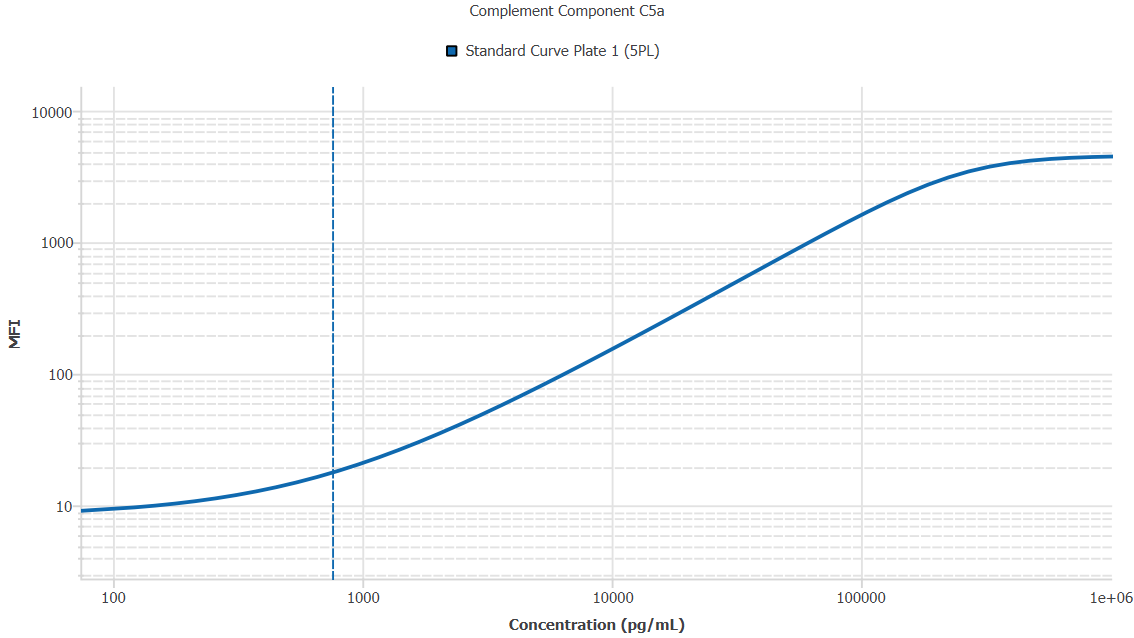 Complement Component C5a
Standard Curve Plate 1 (5PL)
10000
1000
100
10
MFI
100
1000
10000
100000
1e+06
Concentration (pg/mL)